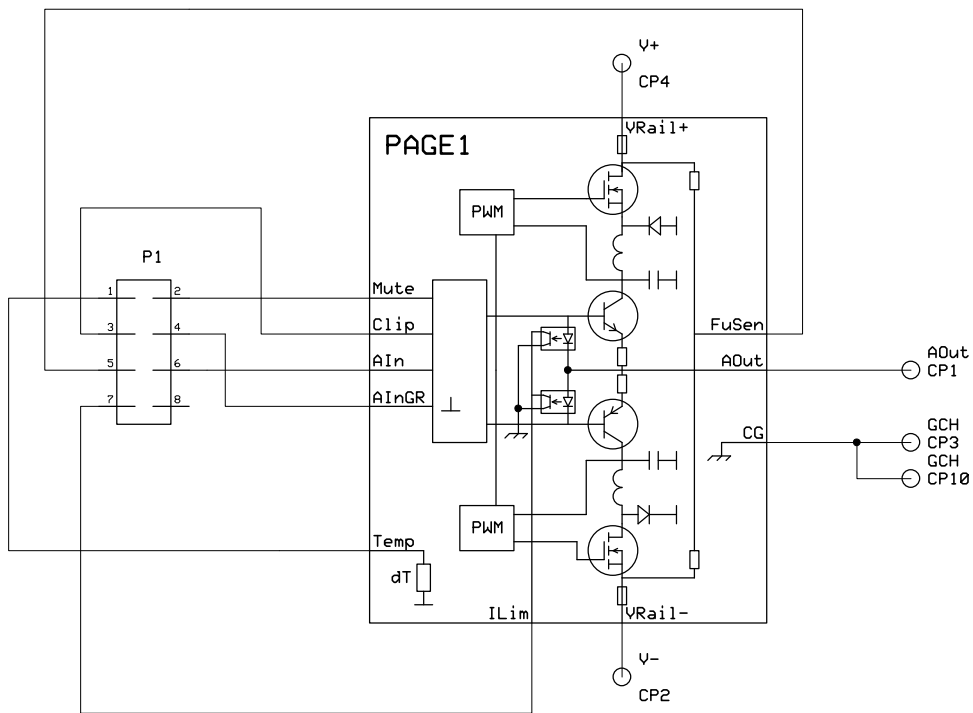 V+
CP4
VRail+
PAGE1
PWM
P1
1 2
Mute
3 4
Clip
FuSen
5 6
AIn
AOut
AOut
CP1
7 8
AInGR
CG
GCH
CP3
GCH
CP10
PWM
Temp
dT
ILim
VRail-
V-
CP2